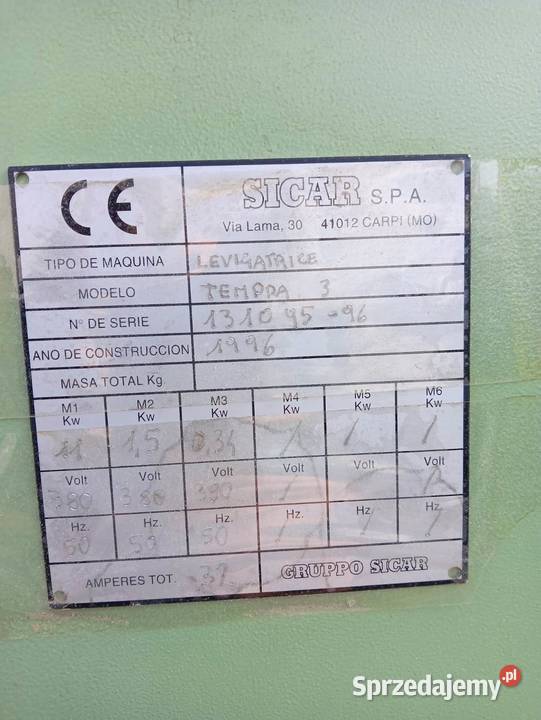 CE
SICAR S.P.A.
Via Lama, 30 41012 CARPI (MO)
TIPO DE MAQUINA LEVIGATRICE
MODELO TEMPRA 3
N° DE SERIE 131095-96
ANO DE CONSTRUCCION 1996
MASA TOTAL Kg.
M1 M2 M3 M4 M5 M6
Kw Kw Kw Kw Kw Kw
11 1,5 0,34 / / /
Volt Volt Volt Volt Volt Volt
380 380 /
Hz. Hz. Hz. Hz. Hz. Hz.
50 50 50 / / /
AMPERES TOT. GRUPPO SICAR
Sprzedajemy.pl